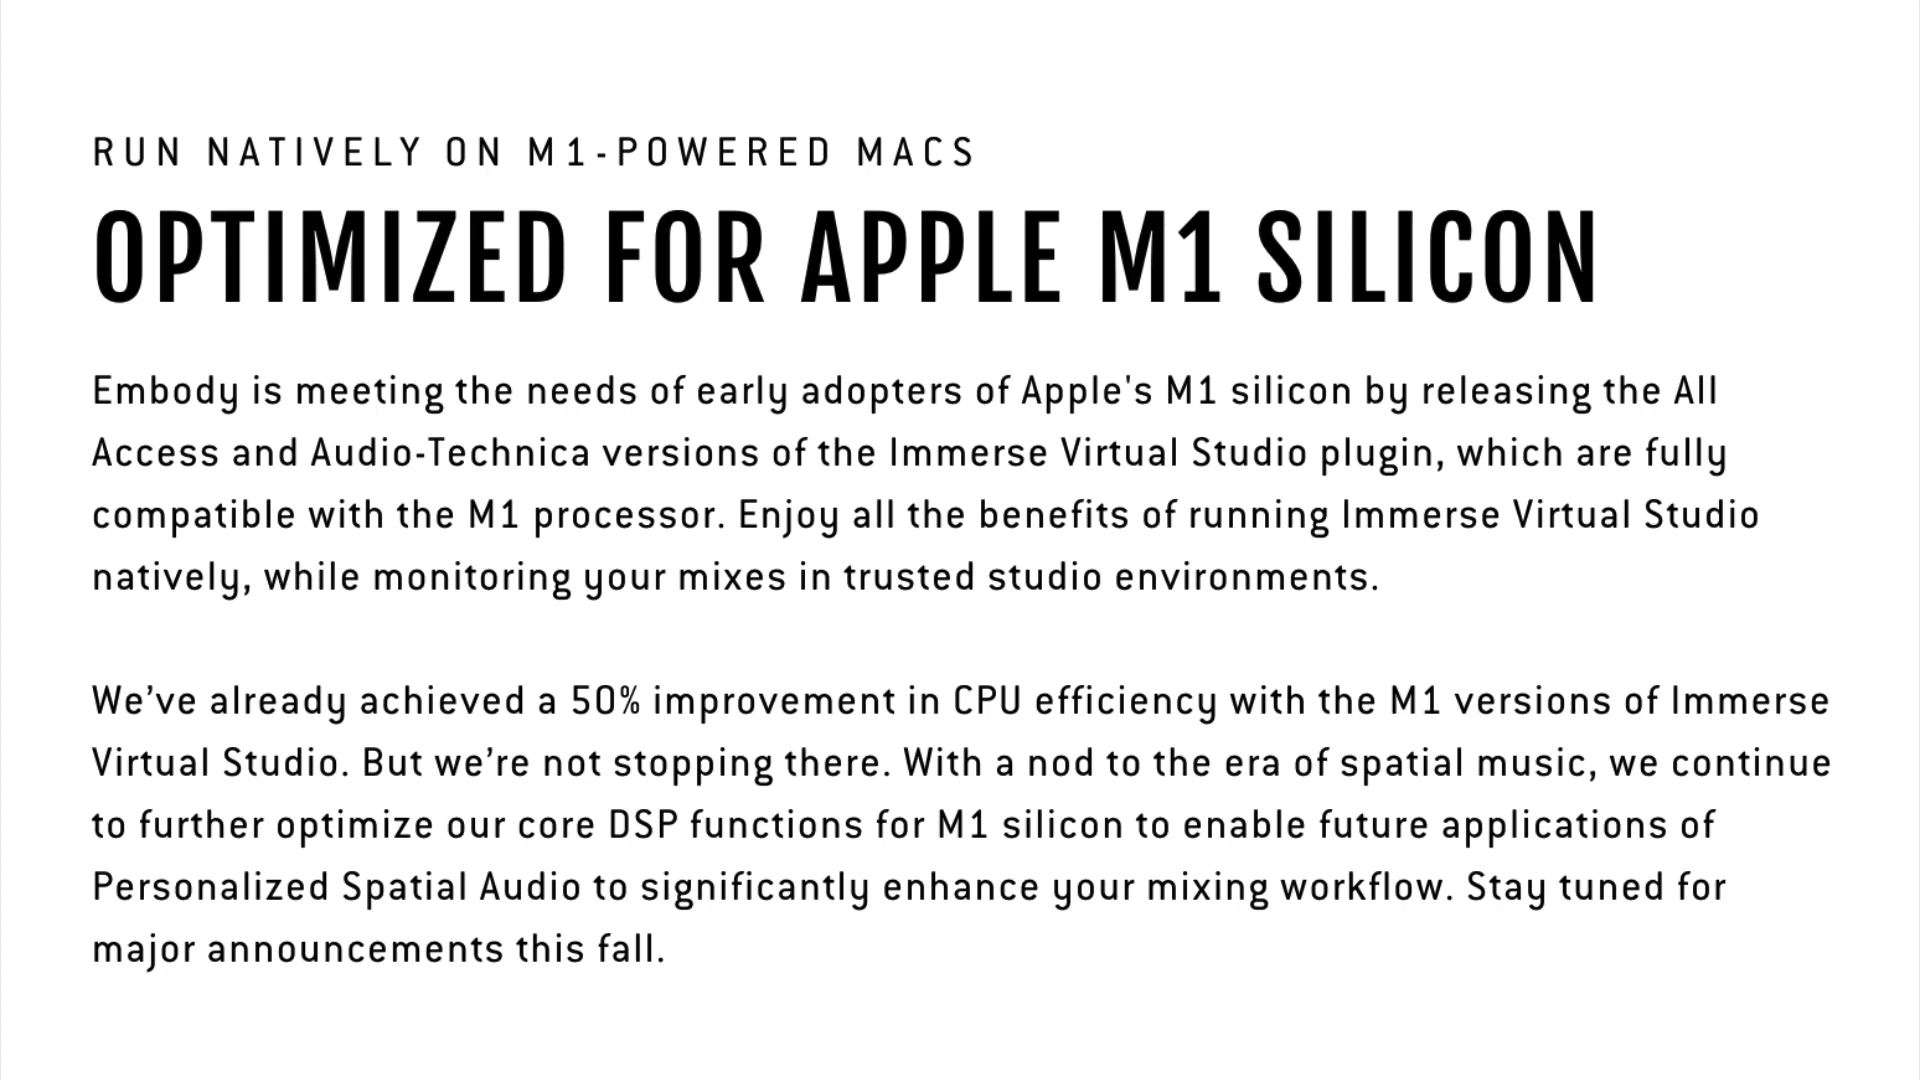 RUN NATIVELY ON M1-POWERED MACS
OPTIMIZED FOR APPLE M1 SILICON
Embody is meeting the needs of early adopters of Apple's M1 silicon by releasing the All
Access and Audio-Technica versions of the Immerse Virtual Studio plugin, which are fully
compatible with the M1 processor. Enjoy all the benefits of running Immerse Virtual Studio
natively, while monitoring your mixes in trusted studio environments.
We’ve already achieved a 50% improvement in CPU efficiency with the M1 versions of Immerse
Virtual Studio. But we’re not stopping there. With a nod to the era of spatial music, we continue
to further optimize our core DSP functions for M1 silicon to enable future applications of
Personalized Spatial Audio to significantly enhance your mixing workflow. Stay tuned for
major announcements this fall.